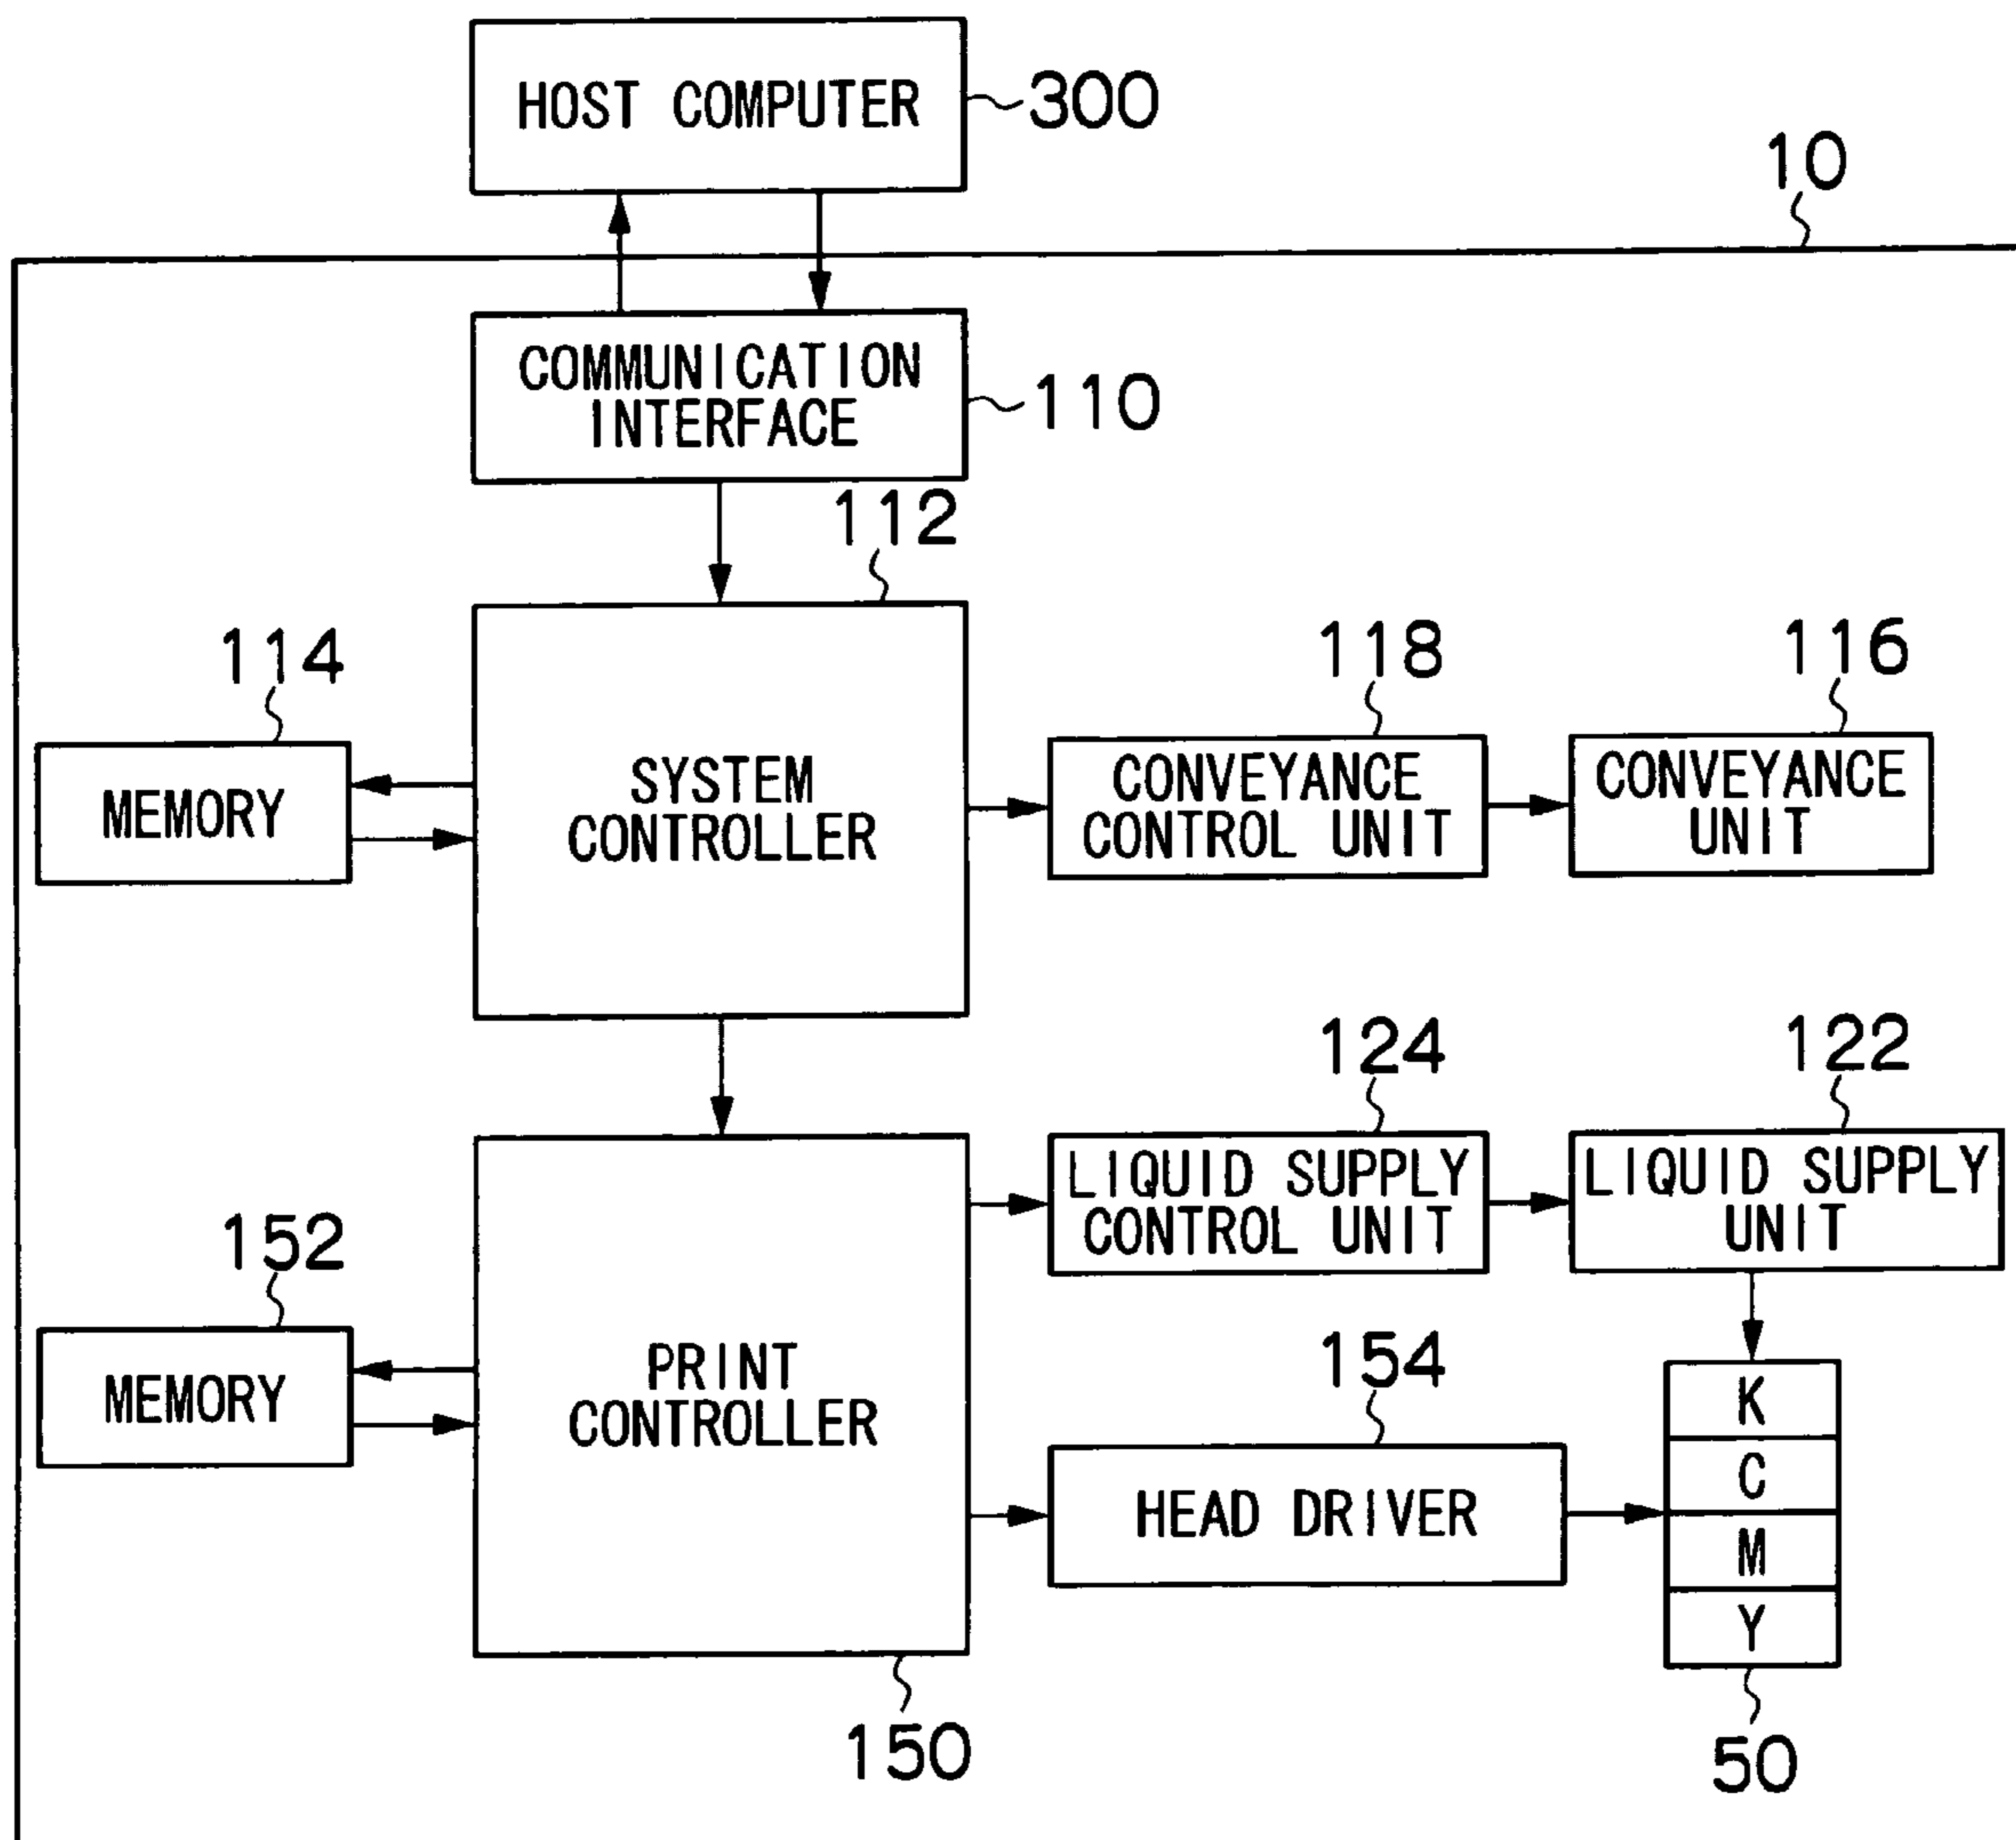 HOST COMPUTER
300
10
COMMUNICATION
INTERFACE
110
112
114
118
116
MEMORY
SYSTEM
CONTROLLER
CONVEYANCE
CONTROL UNIT
CONVEYANCE
UNIT
124
122
152
LIQUID SUPPLY
CONTROL UNIT
LIQUID SUPPLY
UNIT
MEMORY
PRINT
CONTROLLER
154
HEAD DRIVER
K
C
M
Y
150
50